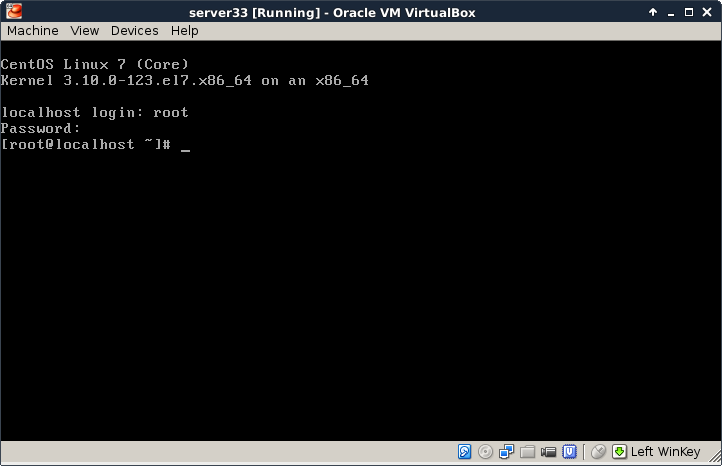 server33 [Running] - Oracle VM VirtualBox
Machine View Devices Help
CentOS Linux 7 (Core)
Kernel 3.10.0-123.el7.x86_64 on an x86_64
localhost login: root
Password:
[root@localhost ~]# _
Left WinKey